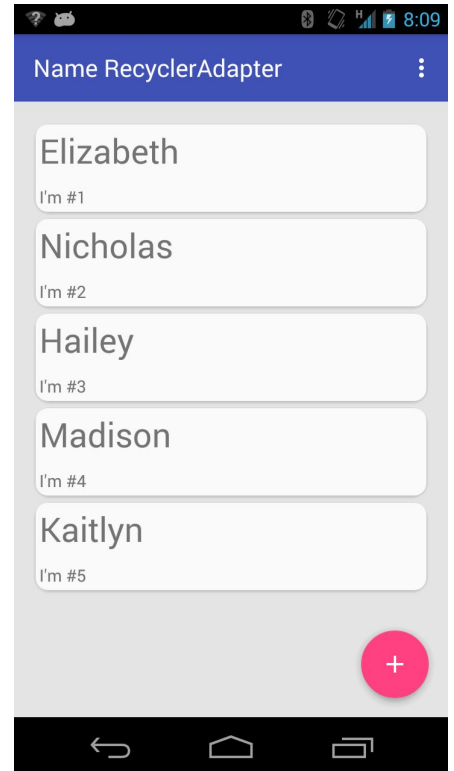 H 8:09
Name RecyclerAdapter
Elizabeth
I'm #1
Nicholas
I'm #2
Hailey
I'm #3
Madison
I'm #4
Kaitlyn
I'm #5
+